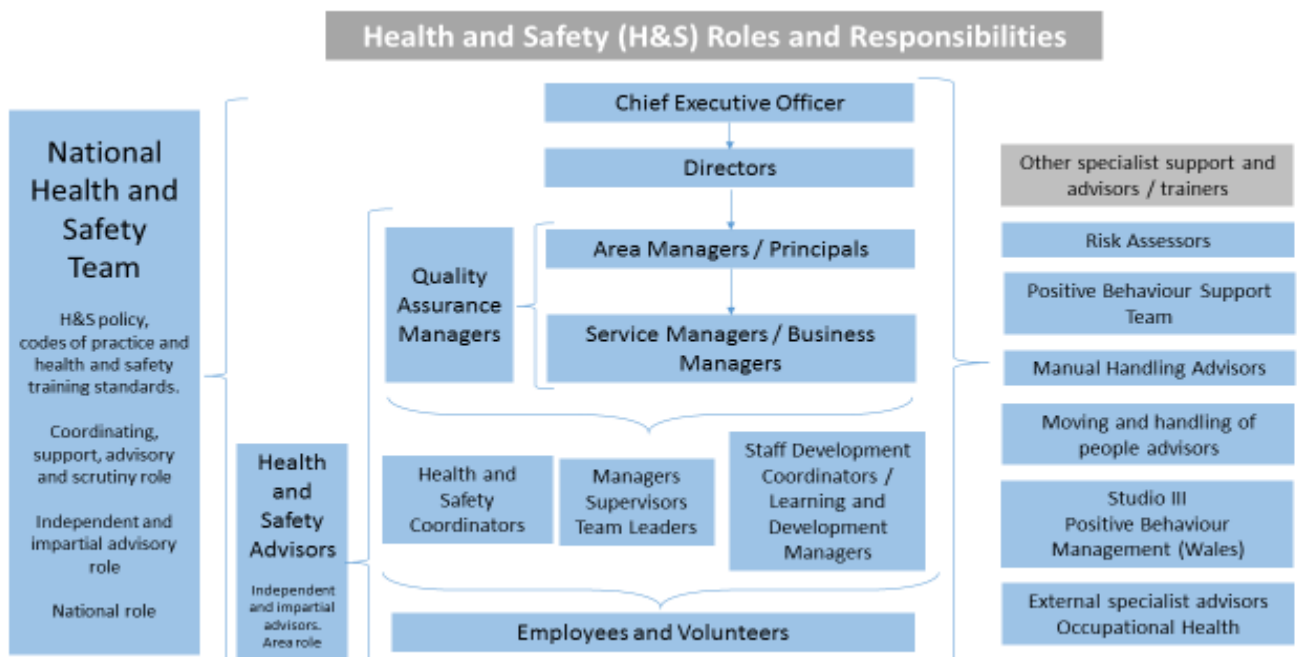 Health and Safety (H&S) Roles and Responsibilities
National
Health and
Safety
Team
H&S policy,
codes of practice and
health and safety
training standards.
Coordinating,
support, advisory
and scrutiny role
Independent and
impartial advisory
role
National role
Health
and
Safety
Advisors
Independent
and impartial
advisors.
Area role
Chief Executive Officer
Directors
Quality
Assurance
Managers
Area Managers / Principals
Service Managers / Business
Managers
Health and
Safety
Coordinators
Managers
Supervisors
Team Leaders
Staff Development
Coordinators /
Learning and
Development
Managers
Employees and Volunteers
Other specialist support and
advisors / trainers
Risk Assessors
Positive Behaviour Support
Team
Manual Handling Advisors
Moving and handling of
people advisors
Studio III
Positive Behaviour
Management (Wales)
External specialist advisors
Occupational Health